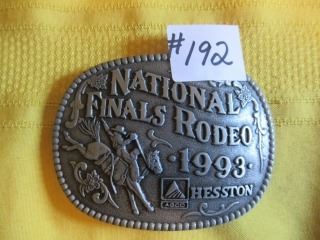 #192
NATIONAL
FINALS RODEO
·1993·
AGCO
HESSTON